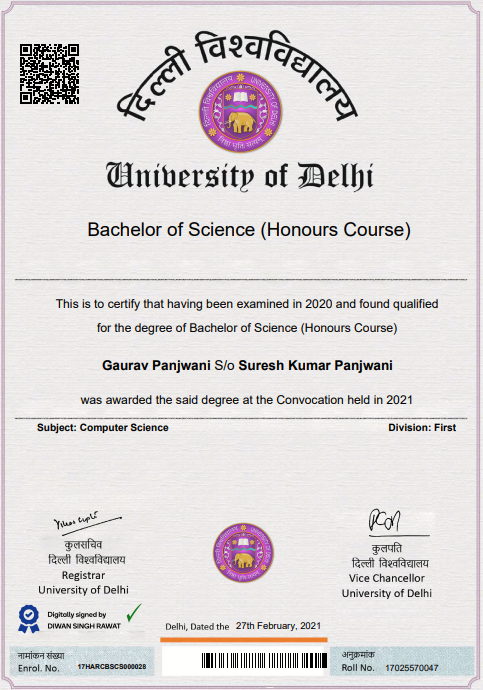 दिल्ली विश्वविद्यालय
University of Delhi
Bachelor of Science (Honours Course)
This is to certify that having been examined in 2020 and found qualified
for the degree of Bachelor of Science (Honours Course)
Gaurav Panjwani S/o Suresh Kumar Panjwani
was awarded the said degree at the Convocation held in 2021
Subject: Computer Science
Division: First
कुलसचिव
दिल्ली विश्वविद्यालय
Registrar
University of Delhi
कुलपति
दिल्ली विश्वविद्यालय
Vice Chancellor
University of Delhi
Digitally signed by
DIWAN SINGH RAWAT
Delhi, Dated the 27th February, 2021
नामांकन संख्या
Enrol. No. 17HARCBSCS000028
अनुक्रमांक
Roll No. 17025570047